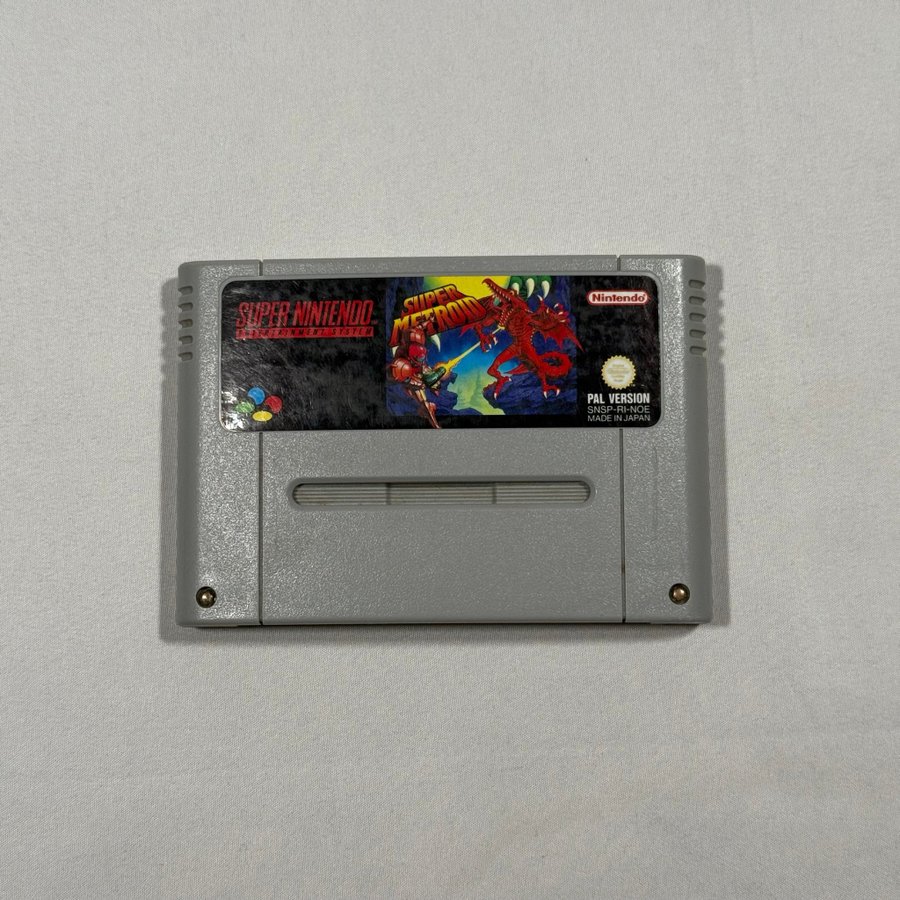 SUPER NINTENDO
ENTERTAINMENT SYSTEM
SUPER
METROID
Nintendo
PAL VERSION
SNSP-RI-NOE
MADE IN JAPAN